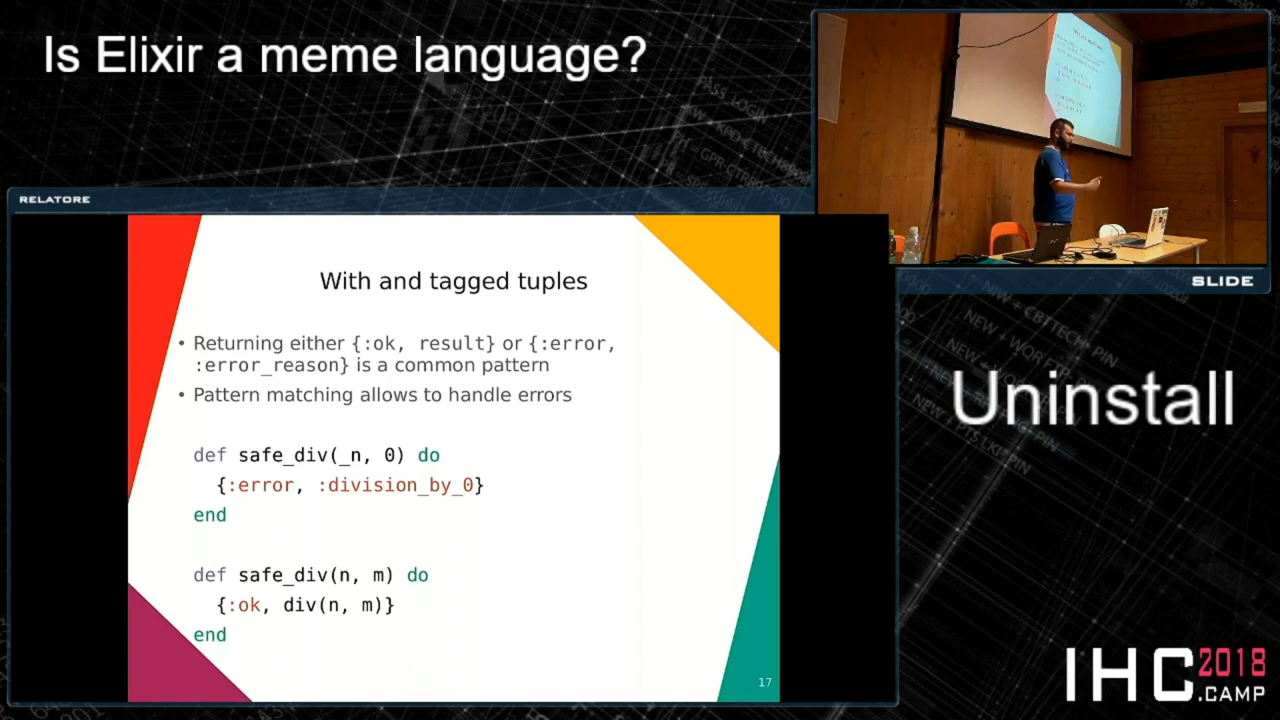 Is Elixir a meme language?
RELATORE
With and tagged tuples
• Returning either {:ok, result} or {:error,
:error_reason} is a common pattern
• Pattern matching allows to handle errors
def safe_div(_n, 0) do
{:error, :division_by_0}
end
def safe_div(n, m) do
{:ok, div(n, m)}
end
17
SLIDE
Uninstall
IHC 2018
.CAMP